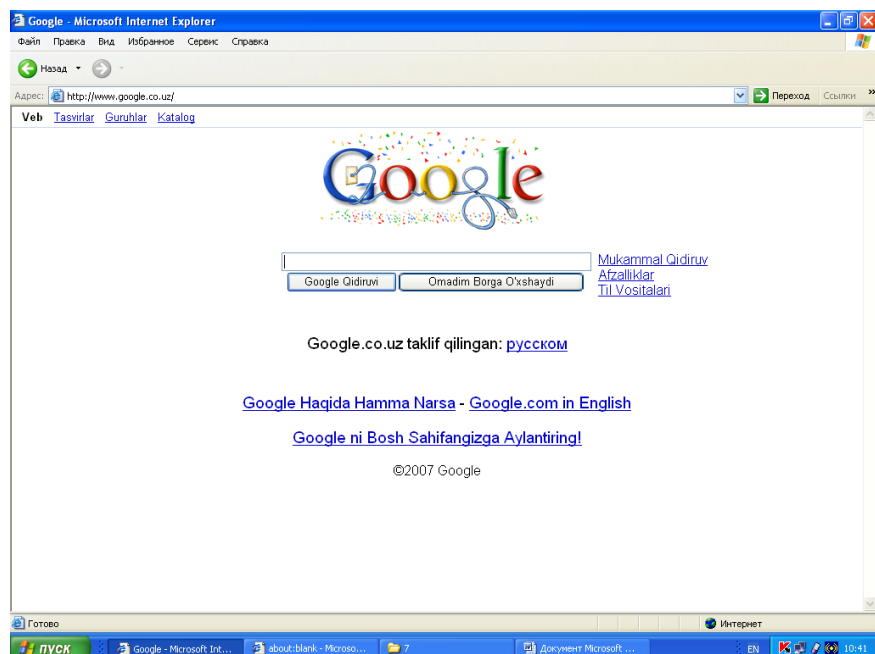 Google - Microsoft Internet Explorer
Файл Правка Вид Избранное Сервис Справка
Назад
Адрес: http://www.google.co.uz/ Переход Ссылки »
Veb Tasvirlar Guruhlar Katalog
Google
Mukammal Qidiruv
Afzalliklar
Google Qidiruvi Omadim Borga O'xshaydi
Til Vositalari
Google.co.uz taklif qilingan: русском
Google Haqida Hamma Narsa - Google.com in English
Google ni Bosh Sahifangizga Aylantiring!
©2007 Google
Готово Интернет
пуск Google - Microsoft Int... about:blank - Microso... 7 Документ Microsoft ... EN 10:41